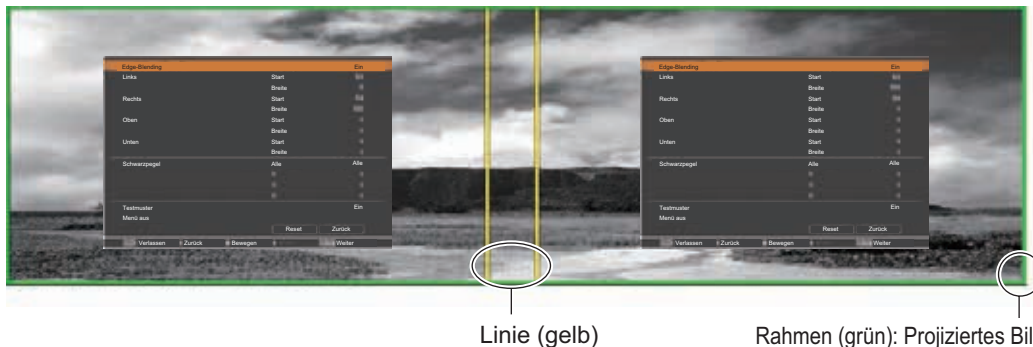 Edge-Blending Ein
Links Start
Breite
Rechts Start
Breite
Oben Start
Breite
Unten Start
Breite
Schwarzpegel Alle Alle
Testmuster Ein
Menü aus
Reset Zurück
Verlassen Zurück Bewegen Weiter
Edge-Blending Ein
Links Start
Breite
Rechts Start
Breite
Oben Start
Breite
Unten Start
Breite
Schwarzpegel Alle Alle
Testmuster Ein
Menü aus
Reset Zurück
Verlassen Zurück Bewegen Weiter
Linie (gelb)
Rahmen (grün): Projiziertes Bil